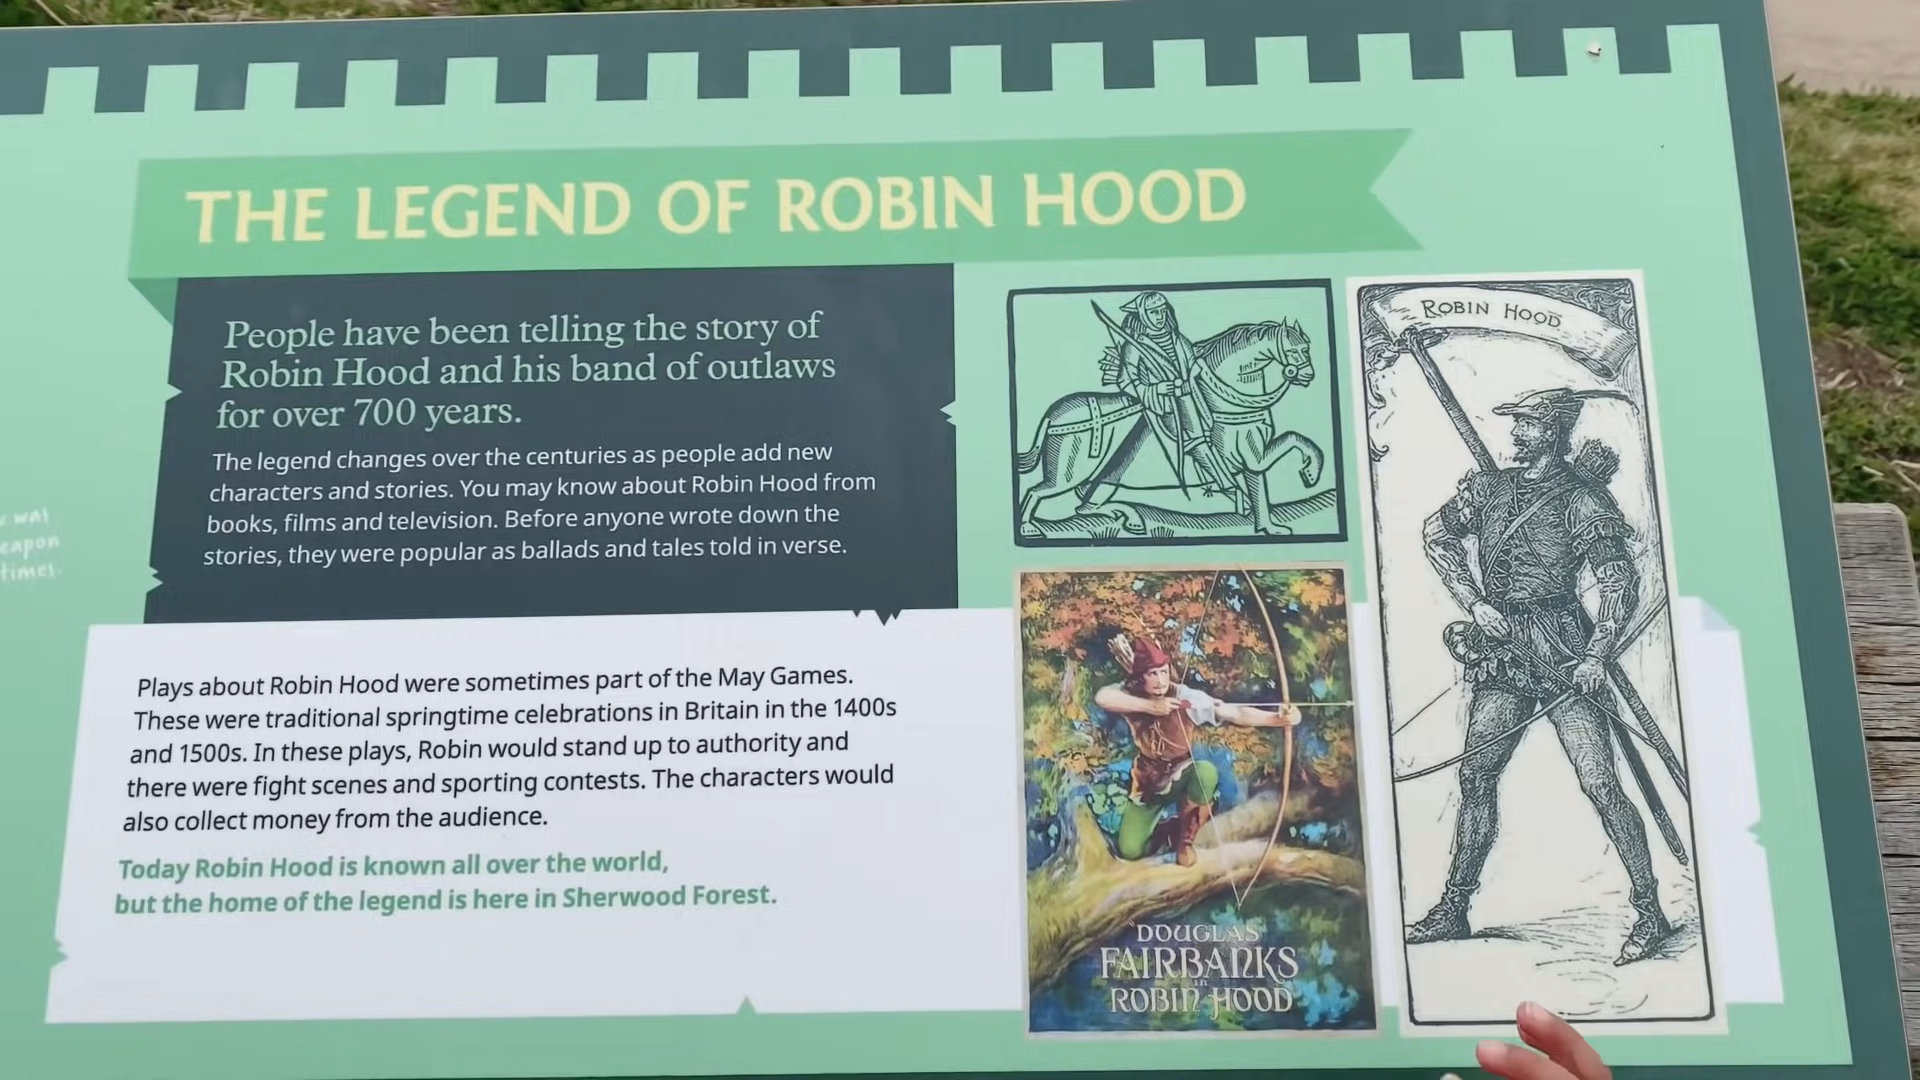 THE LEGEND OF ROBIN HOOD
People have been telling the story of
Robin Hood and his band of outlaws
for over 700 years.
The legend changes over the centuries as people add new
characters and stories. You may know about Robin Hood from
books, films and television. Before anyone wrote down the
stories, they were popular as ballads and tales told in verse.
Plays about Robin Hood were sometimes part of the May Games.
These were traditional springtime celebrations in Britain in the 1400s
and 1500s. In these plays, Robin would stand up to authority and
there were fight scenes and sporting contests. The characters would
also collect money from the audience.
Today Robin Hood is known all over the world,
but the home of the legend is here in Sherwood Forest.
ROBIN HOOD
DOUGLAS
FAIRBANKS
in
ROBIN HOOD